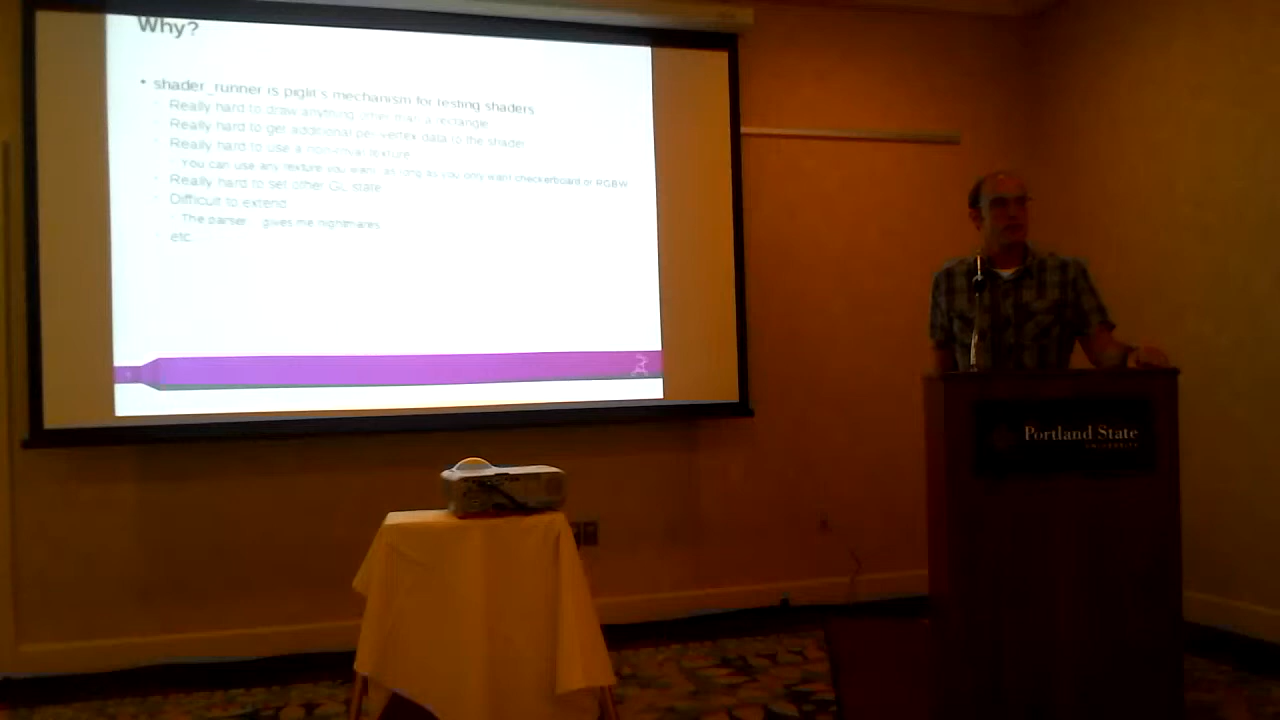 Why?
• shader_runner is piglit's mechanism for testing shaders
Really hard to draw anything other than a rectangle
Really hard to get additional per-vertex data to the shader
Really hard to use a non-trivial texture
You can use any texture you want, as long as you only want checkerboard or RGBW
Really hard to set other GL state
Difficult to extend
The parser... gives me nightmares
etc.
Portland State
UNIVERSITY